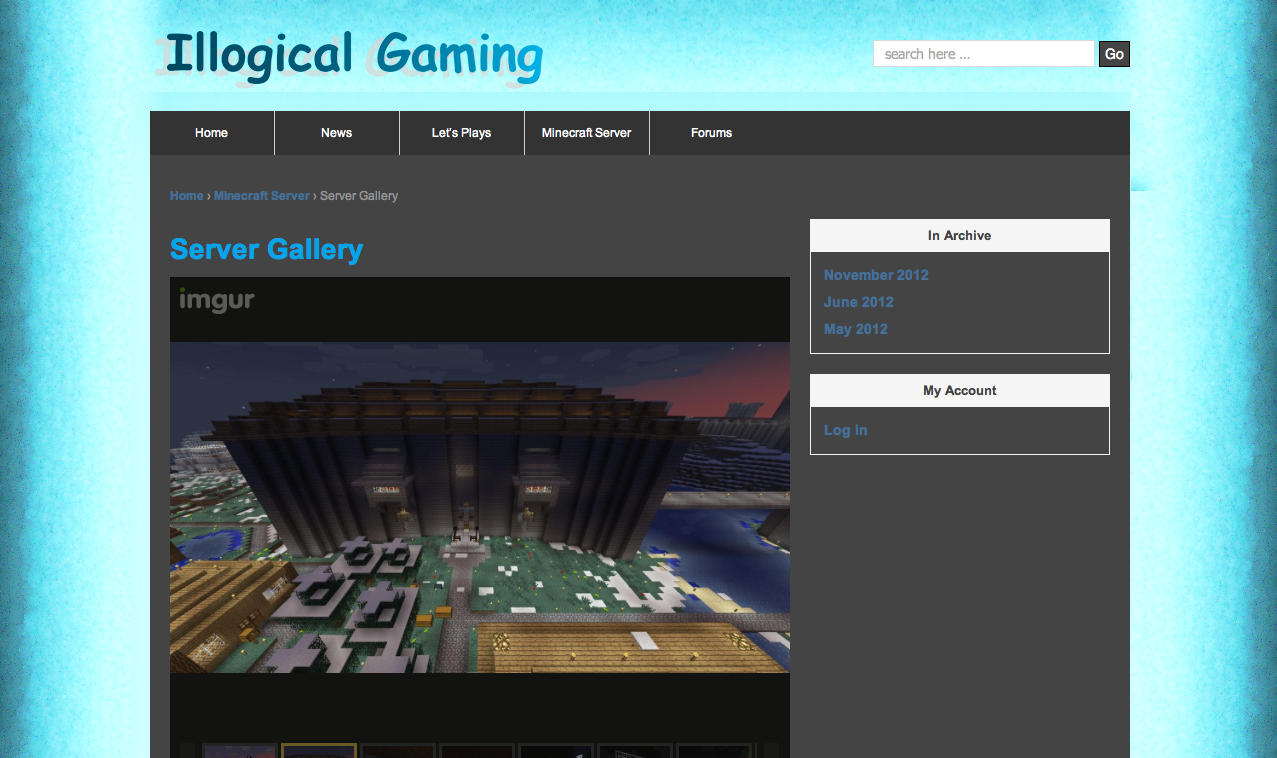 Illogical Gaming
search here ... Go
Home News Let's Plays Minecraft Server Forums
Home › Minecraft Server › Server Gallery
Server Gallery
imgur
In Archive
November 2012
June 2012
May 2012
My Account
Log in